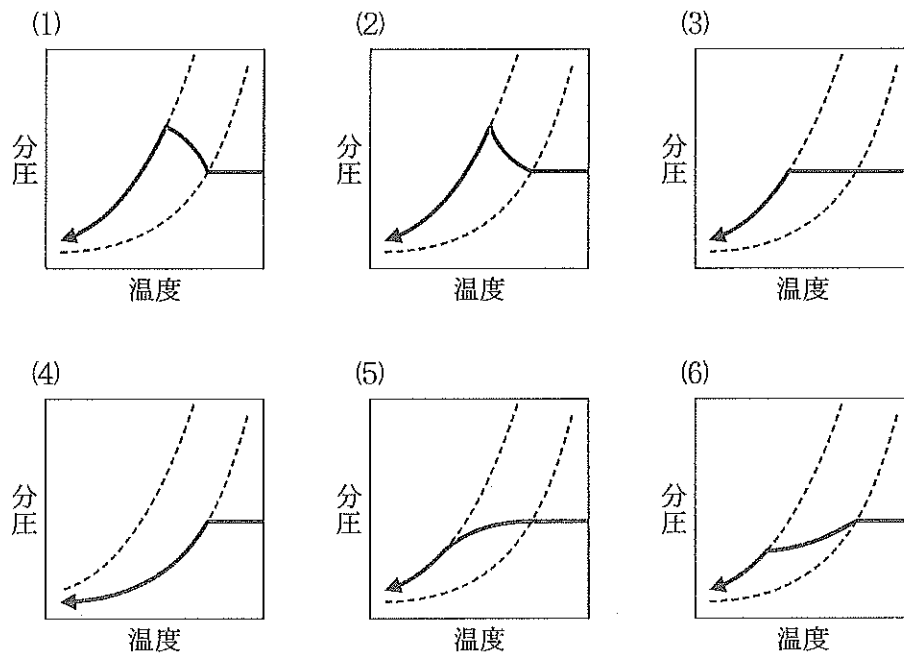 (1)
(2)
(3)
分圧
分圧
分圧
温度
温度
温度
(4)
(5)
(6)
分圧
分圧
分圧
温度
温度
温度